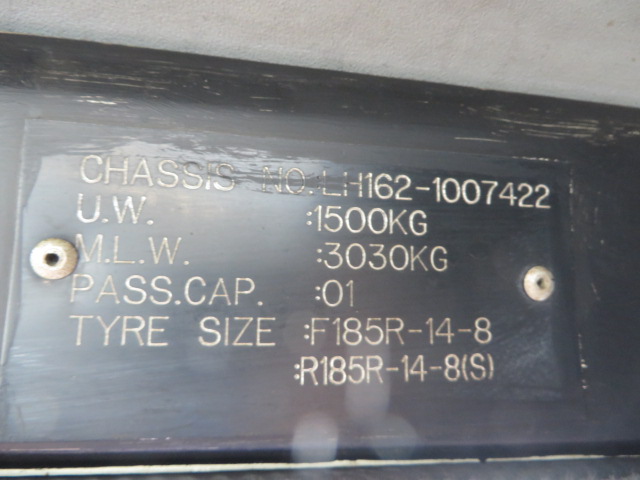 CHASSIS NO.:LH162-1007422
U.W. :1500KG
M.L.W. :3030KG
PASS.CAP. :01
TYRE SIZE :F185R-14-8
:R185R-14-8(S)